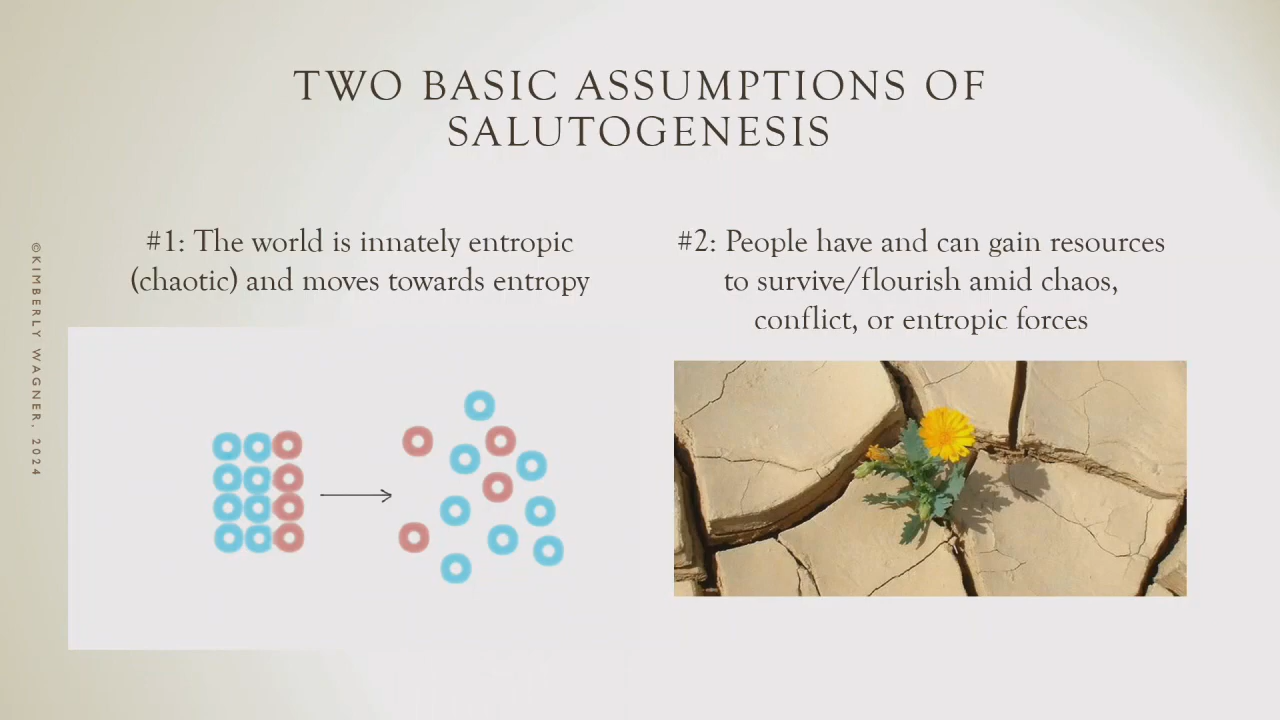 TWO BASIC ASSUMPTIONS OF
SALUTOGENESIS
#1: The world is innately entropic
(chaotic) and moves towards entropy
#2: People have and can gain resources
to survive/flourish amid chaos,
conflict, or entropic forces
©KIMBERLY WAGNER, 2024